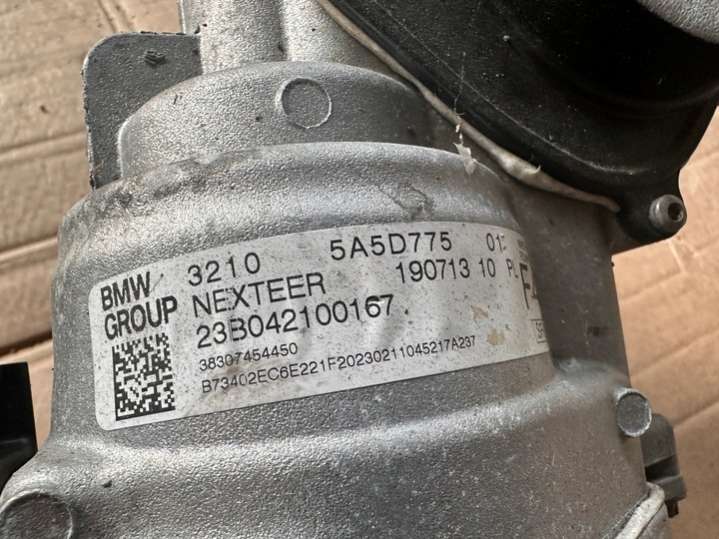 BMW GROUP
3210 5A5D775 01
NEXTEER 190713 10 PL
23B042100167
38307454450
B73402EC6E221F20230211045217A237